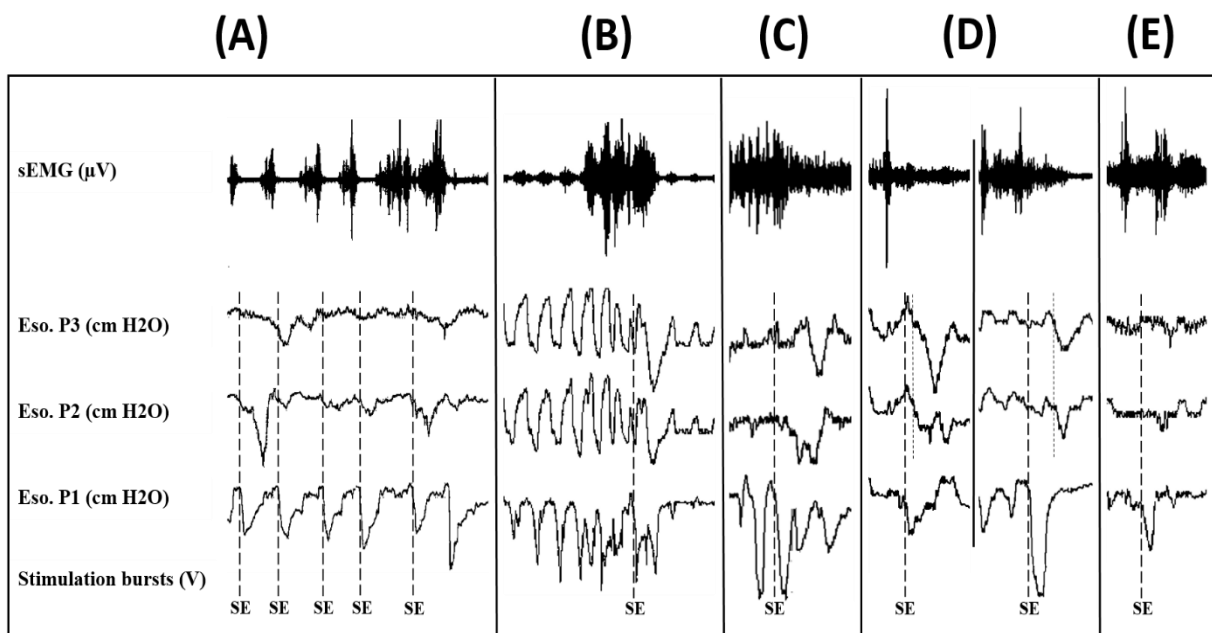 (A) (B) (C) (D) (E)
sEMG (µV)
Eso. P3 (cm H2O)
Eso. P2 (cm H2O)
Eso. P1 (cm H2O)
Stimulation bursts (V)
SE SE SE SE SE SE SE SE SE SE